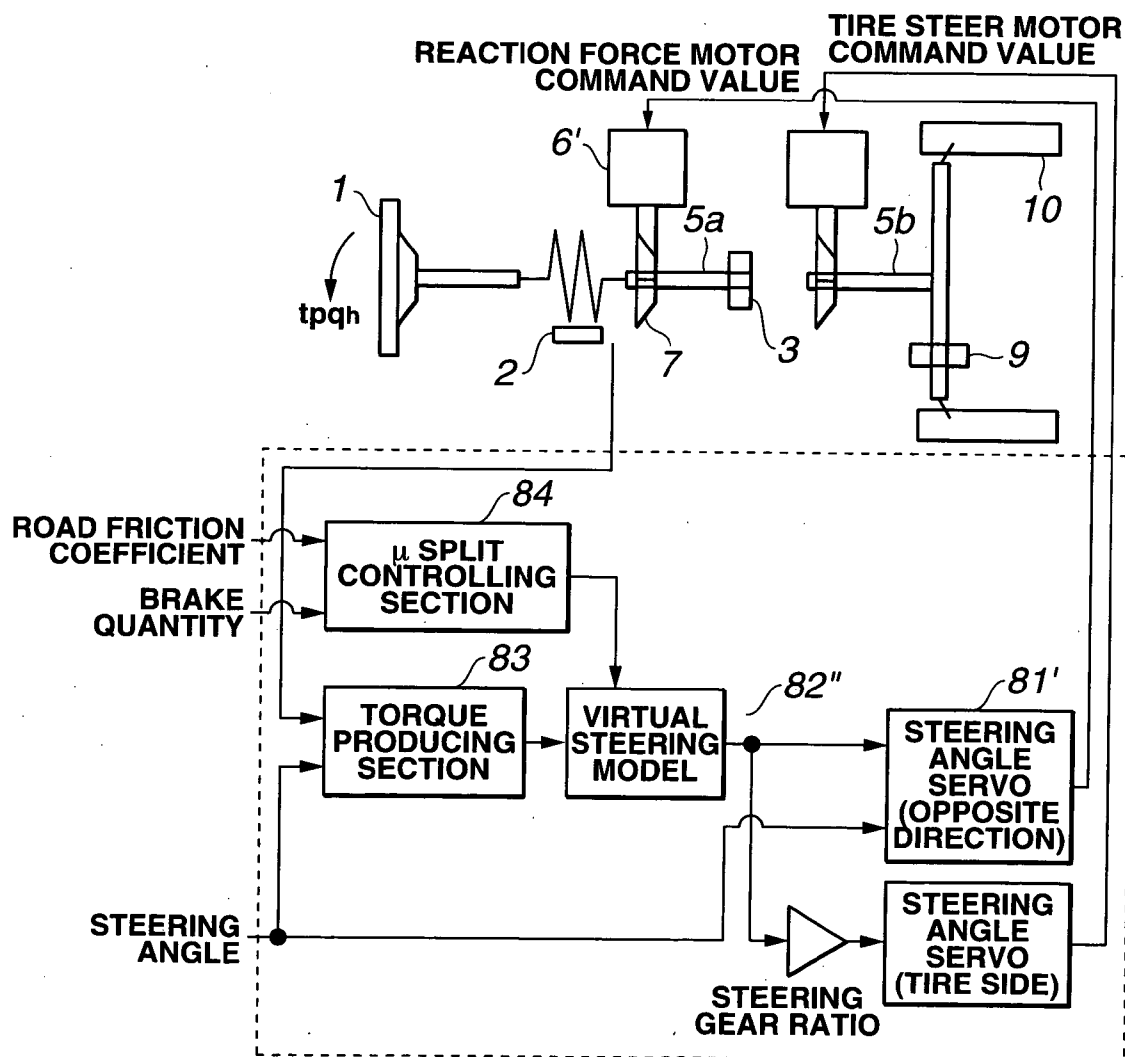 TIRE STEER MOTOR
COMMAND VALUE
REACTION FORCE MOTOR
COMMAND VALUE
6'
1
5a
5b
10
tpqh
2
7
3
9
84
ROAD FRICTION
COEFFICIENT
μ SPLIT
CONTROLLING
SECTION
BRAKE
QUANTITY
83
82"
81'
TORQUE
PRODUCING
SECTION
VIRTUAL
STEERING
MODEL
STEERING
ANGLE
SERVO
(OPPOSITE
DIRECTION)
STEERING
ANGLE
STEERING
ANGLE
SERVO
(TIRE SIDE)
STEERING
GEAR RATIO